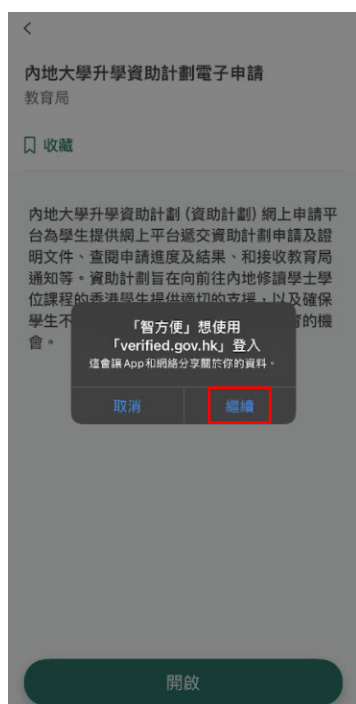 內地大學升學資助計劃電子申請
教育局
收藏
內地大學升學資助計劃 (資助計劃) 網上申請平
台為學生提供網上平台遞交資助計劃申請及證
明文件、查閱申請進度及結果、和接收教育局
通知等。資助計劃旨在向前往內地修讀學士學
位課程的香港學生提供適切的支援，以及確保
學生不
育的機
會。
「智方便」想使用
「verified.gov.hk」登入
這會讓 App 和網絡分享關於你的資料。
取消
繼續
開啟